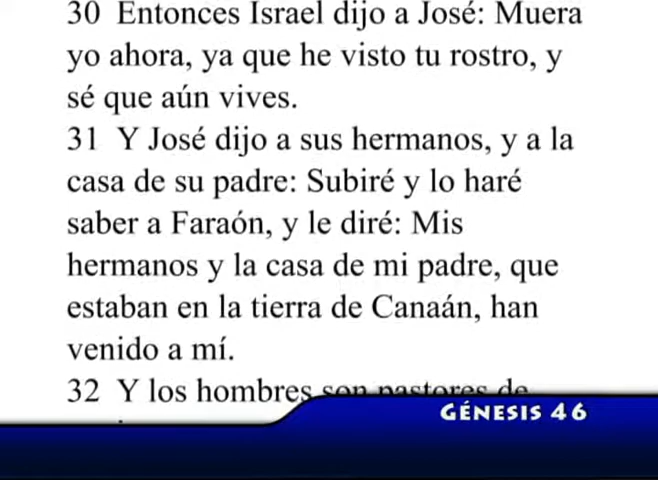 30 Entonces Israel dijo a José: Muera
yo ahora, ya que he visto tu rostro, y
sé que aún vives.
31 Y José dijo a sus hermanos, y a la
casa de su padre: Subiré y lo haré
saber a Faraón, y le diré: Mis
hermanos y la casa de mi padre, que
estaban en la tierra de Canaán, han
venido a mí.
32 Y los hombres son pastores de
GÉNESIS 46